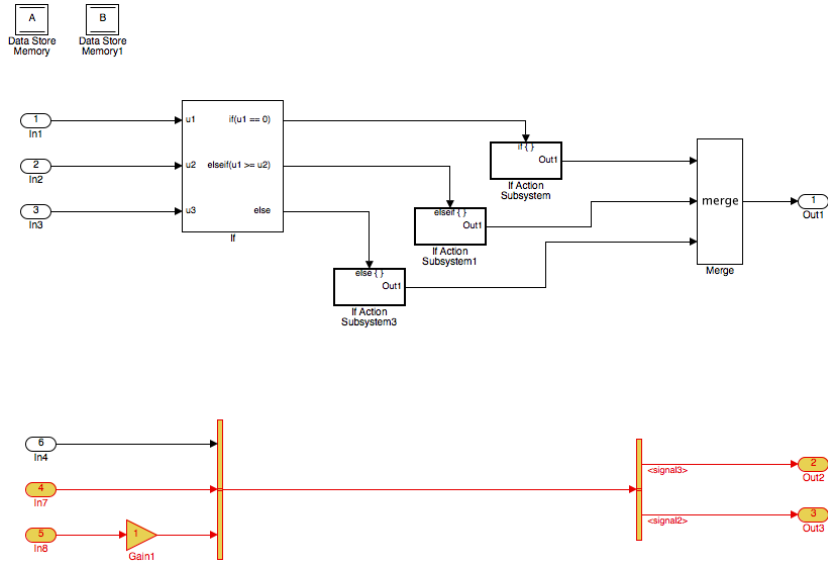 A
B
Data Store
Memory
Data Store
Memory1
1
In1
u1
if(u1 == 0)
2
In2
u2
elseif(u1 >= u2)
3
In3
u3
else
If
if { }
Out1
If Action
Subsystem
elseif { }
Out1
If Action
Subsystem1
else { }
Out1
If Action
Subsystem3
merge
Merge
1
Out1
6
In4
4
In7
5
In8
1
Gain1
<signal3>
2
Out2
<signal2>
3
Out3